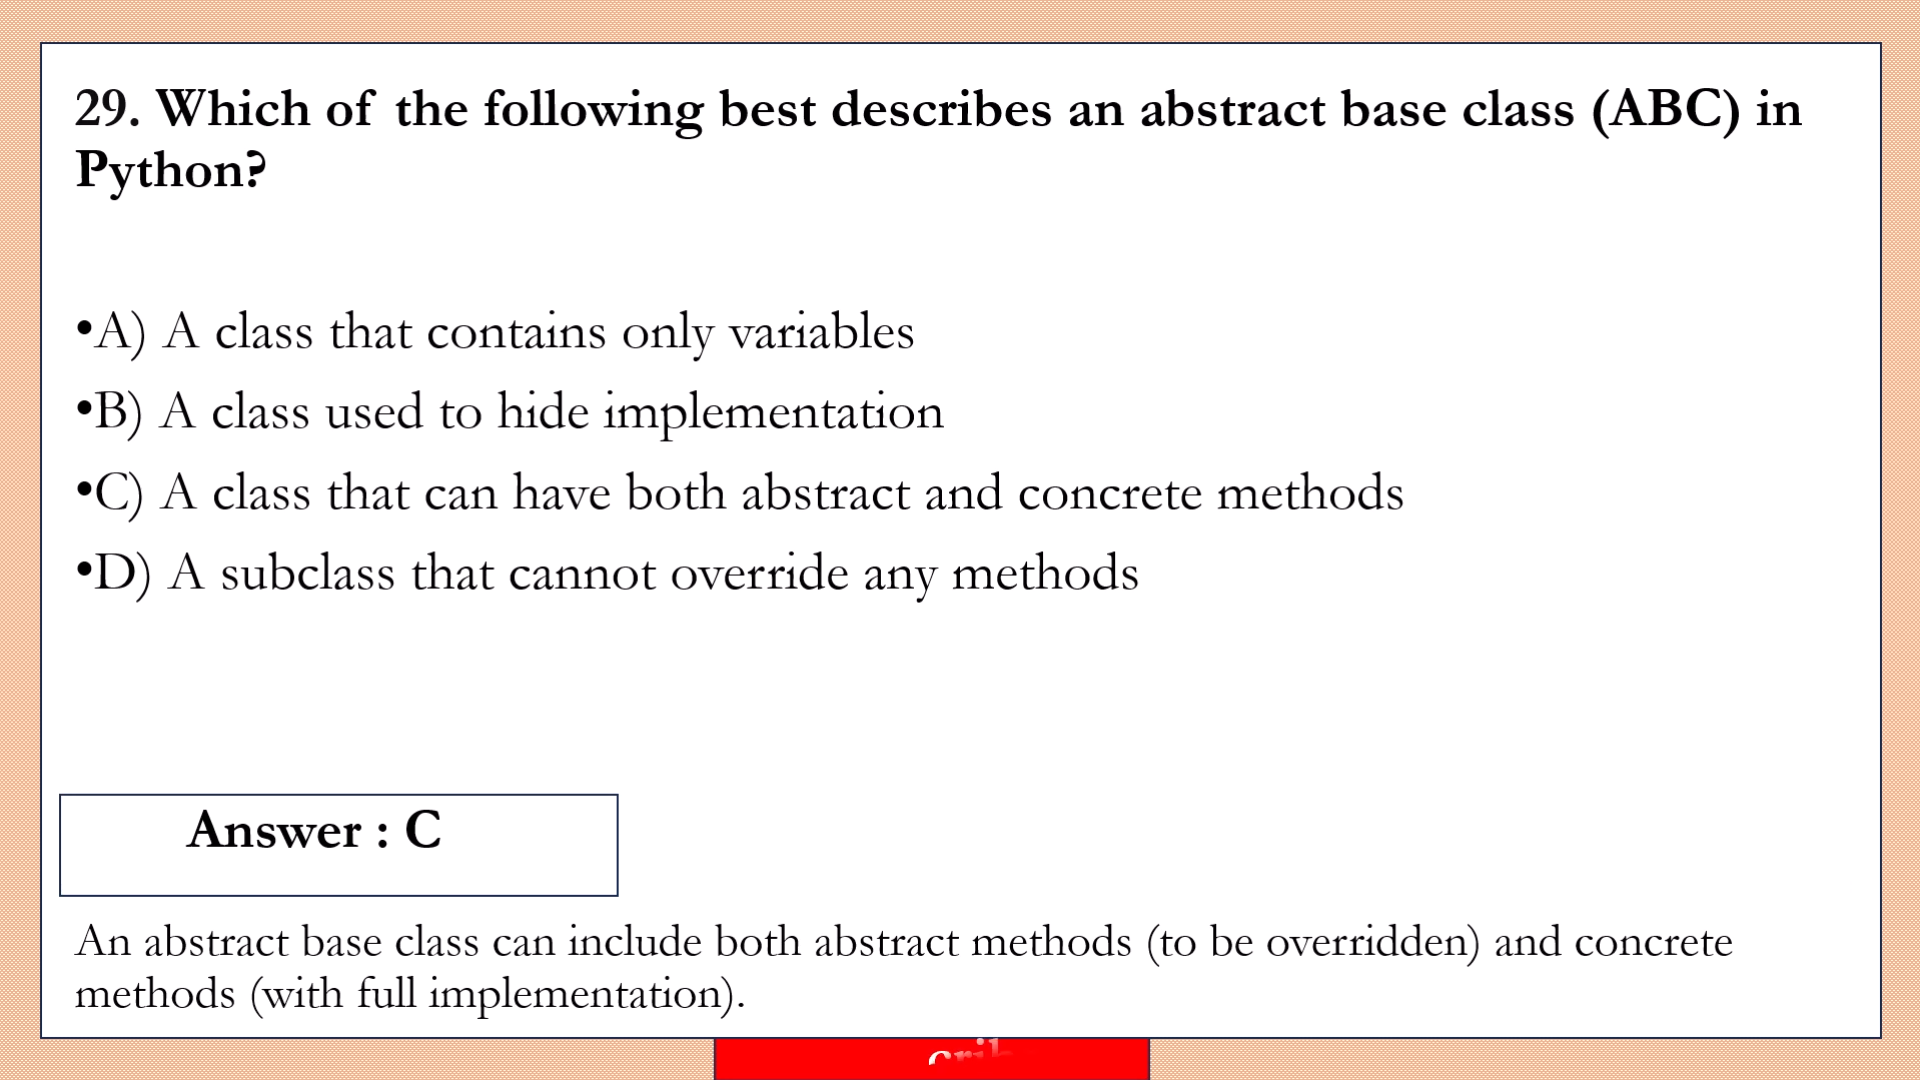 29. Which of the following best describes an abstract base class (ABC) in
Python?
•A) A class that contains only variables
•B) A class used to hide implementation
•C) A class that can have both abstract and concrete methods
•D) A subclass that cannot override any methods
Answer : C
An abstract base class can include both abstract methods (to be overridden) and concrete
methods (with full implementation).